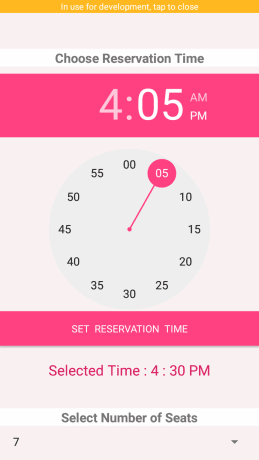 In use for development, tap to close
Choose Reservation Time
4:05 AM
PM
00
55 05
50 10
45 15
40 20
35 25
30
SET RESERVATION TIME
Selected Time : 4 : 30 PM
Select Number of Seats
7